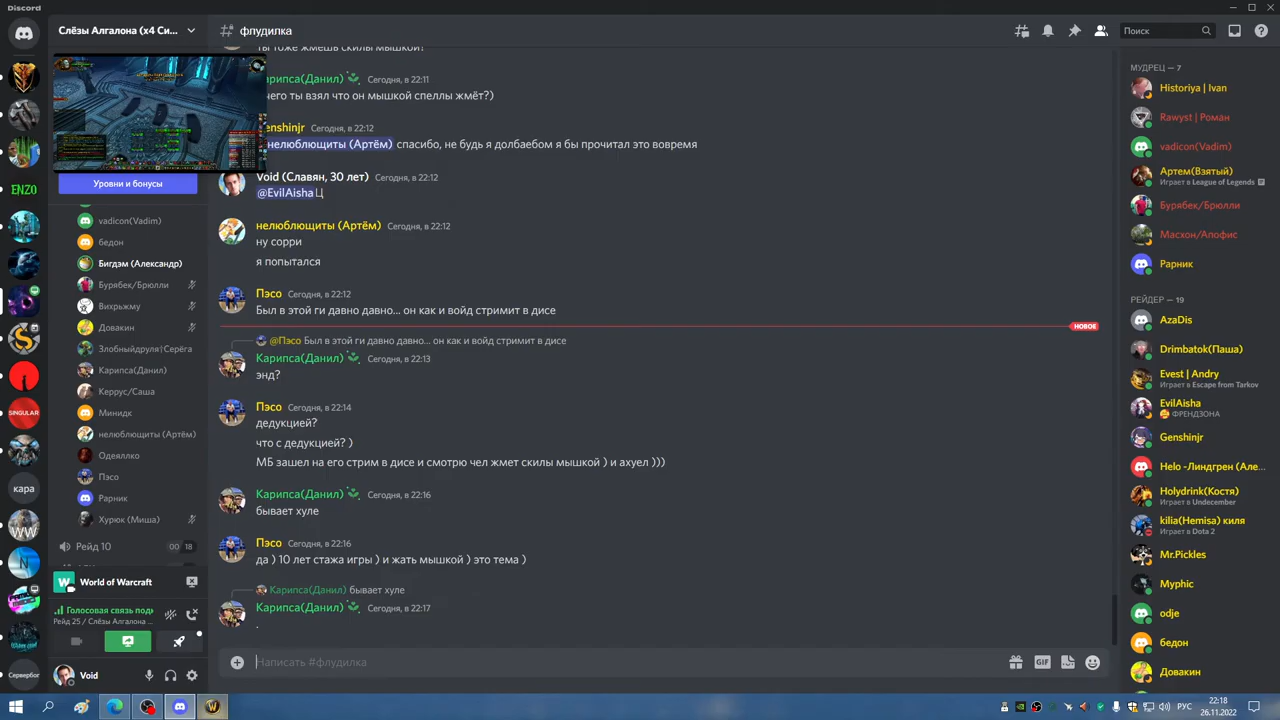 Discord
Слёзы Алгалона (x4 Си...
флудилка
Поиск
Уровни и бонусы
vadicon(Vadim)
бедон
Бигдэм (Александр)
Бурябек/Брюлли
Вихрьжму
Довакин
Злобныйдруля|Серёга
Карипса(Данил)
Керрус/Саша
Минидк
нелюблющиты (Артём)
Одеяллко
Пэсо
Рарник
Хурюк (Миша)
Рейд 10
00 18
World of Warcraft
Голосовая связь подк
Рейд 25 / Слёзы Алгалона ...
Void
EN20
SINGULAR
кара
WW
N
Сервербог
ты тоже жмёшь скилы мышкой?
Карипса(Данил) Сегодня, в 22:11
чего ты взял что он мышкой спеллы жмёт?)
Genshinjr Сегодня, в 22:12
нелюблющиты (Артём) спасибо, не будь я долбаебом я бы прочитал это вовремя
Void (Славян, 30 лет) Сегодня, в 22:12
@EvilAisha Ц
нелюблющиты (Артём) Сегодня, в 22:12
ну сорри
я попытался
Пэсо Сегодня, в 22:12
Был в этой ги давно давно... он как и войд стримит в дисе
НОВОЕ
@Пэсо Был в этой ги давно давно... он как и войд стримит в дисе
Карипса(Данил) Сегодня, в 22:13
энд?
Пэсо Сегодня, в 22:14
дедукцией?
что с дедукцией? )
МБ зашел на его стрим в дисе и смотрю чел жмет скилы мышкой ) и ахуел )))
Карипса(Данил) Сегодня, в 22:16
бывает хуле
Пэсо Сегодня, в 22:16
да ) 10 лет стажа игры ) и жать мышкой ) это тема )
Карипса(Данил) бывает хуле
Карипса(Данил) Сегодня, в 22:17
.
Написать #флудилка
GIF
МУДРЕЦ — 7
Historiya | Ivan
Rawyst | Роман
vadicon(Vadim)
Артем(Взятый)
Играет в League of Legends
Бурябек/Брюлли
Масхон/Апофис
Рарник
РЕЙДЕР — 19
AzaDis
Drimbatok(Паша)
Evest | Andry
Играет в Escape from Tarkov
EvilAisha
ФРЕНДЗОНА
Genshinjr
Helo -Линдгрен (Але...
Holydrink(Костя)
Играет в Undecember
kilia(Hemisa) киля
Играет в Dota 2
Mr.Pickles
Myphic
odje
бедон
Довакин
РУС
22:18
26.11.2022